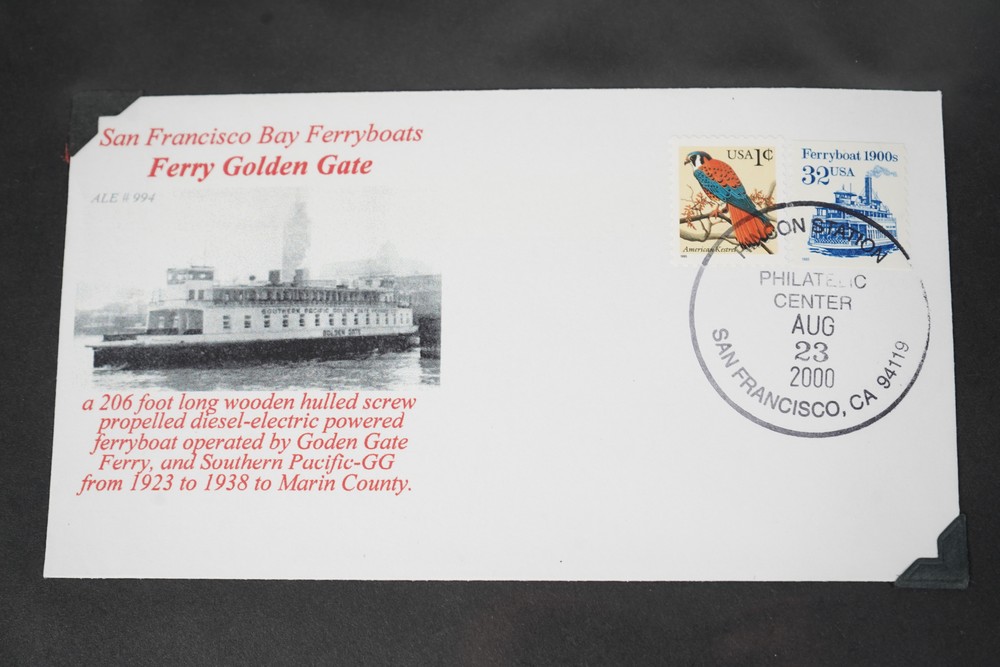 San Francisco Bay Ferryboats
Ferry Golden Gate
ALE # 994
SOUTHERN PACIFIC GOLDEN GATE
GOLDEN GATE
a 206 foot long wooden hulled screw
propelled diesel-electric powered
ferryboat operated by Goden Gate
Ferry, and Southern Pacific-GG
from 1923 to 1938 to Marin County.
USA 1¢
American Kestrel
Ferryboat 1900s
32 USA
STATION
PHILATELIC
CENTER
AUG
23
2000
SAN FRANCISCO, CA 94119